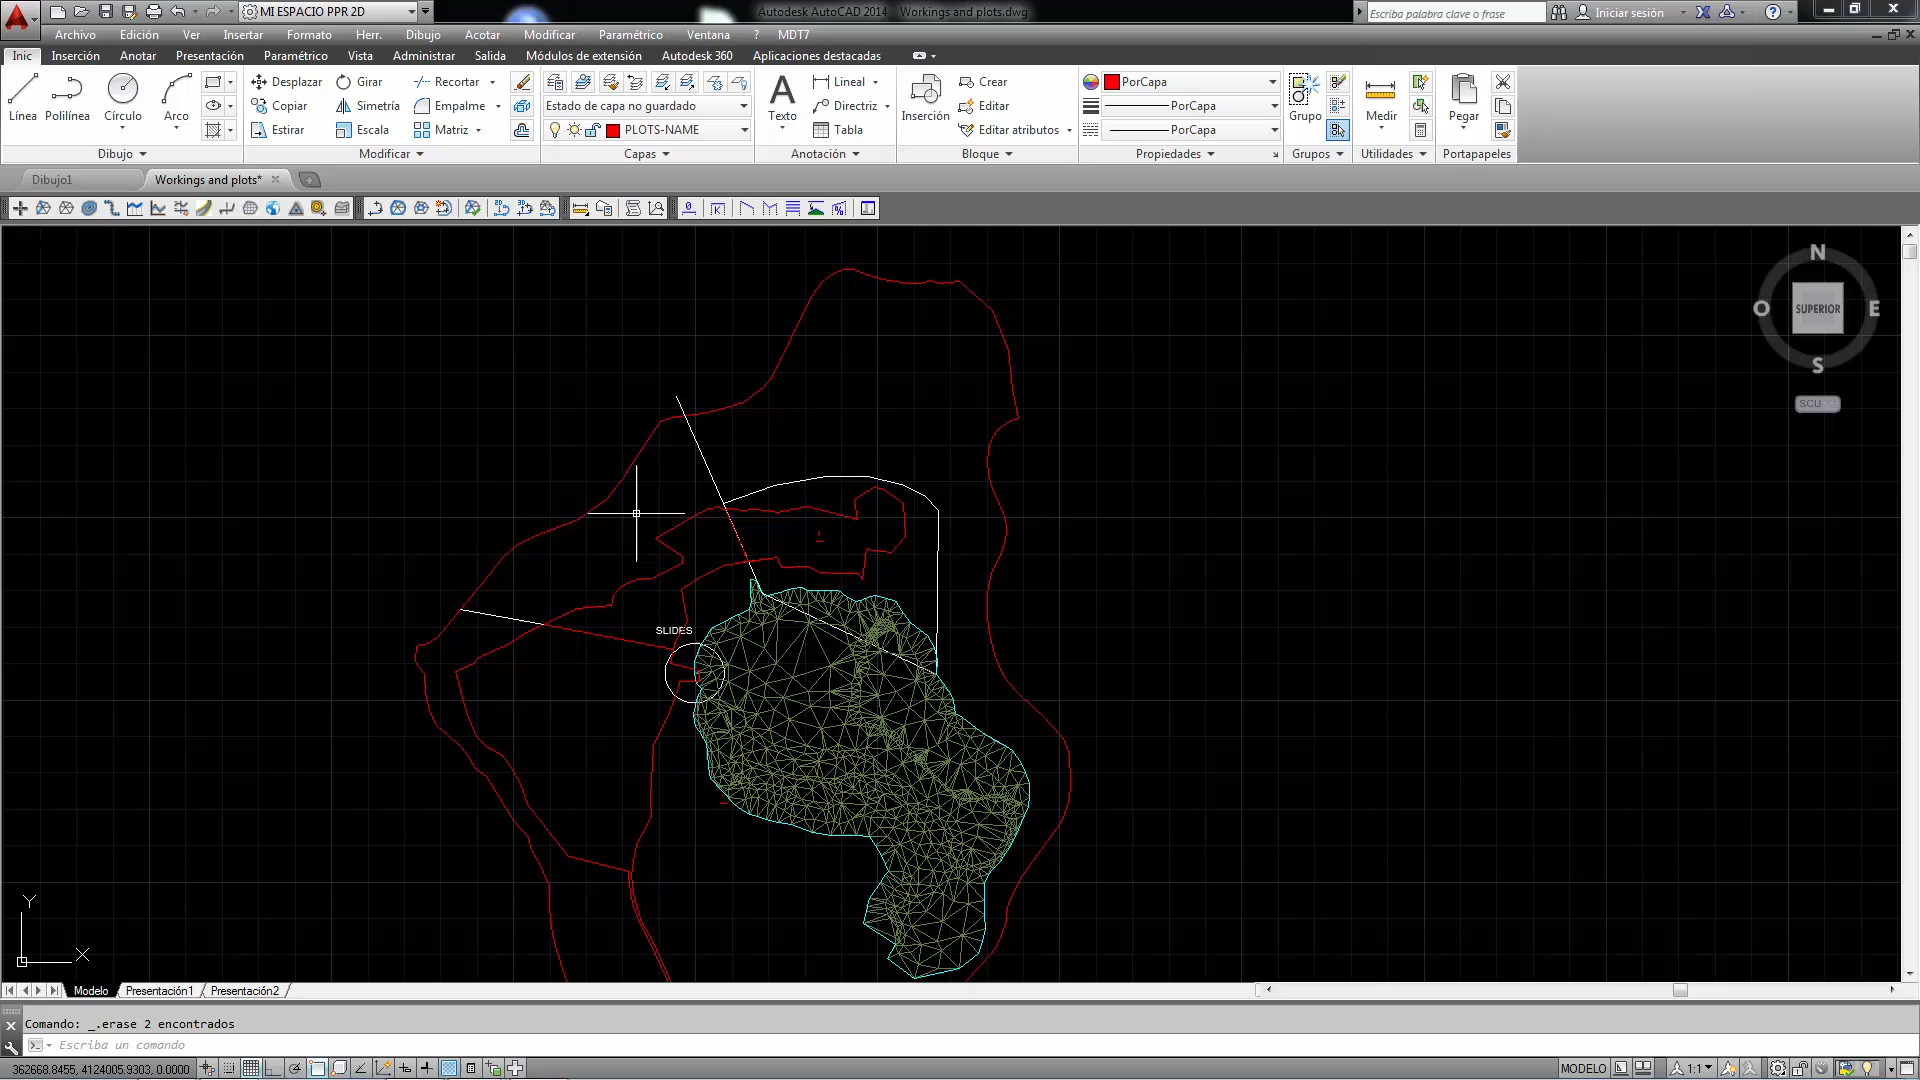 MI ESPACIO PPR 2D
Autodesk AutoCAD 2014 Workings and plots.dwg
Escriba palabra clave o frase
Iniciar sesión
Archivo Edición Ver Insertar Formato Herr. Dibujo Acotar Modificar Paramétrico Ventana ? MDT7
Inic Inserción Anotar Presentación Paramétrico Vista Administrar Salida Módulos de extensión Autodesk 360 Aplicaciones destacadas
Línea Polilínea Círculo Arco
Desplazar Girar Recortar
Copiar Simetría Empalme
Estirar Escala Matriz
Estado de capa no guardado
PLOTS-NAME
Texto
Lineal
Directriz
Tabla
Inserción
Crear
Editar
Editar atributos
PorCapa
PorCapa
PorCapa
Grupo
Medir
Pegar
Dibujo Modificar Capas Anotación Bloque Propiedades Grupos Utilidades Portapapeles
Dibujo1 Workings and plots*
N
O SUPERIOR E
S
SCU
SLIDES
Y
X
Modelo Presentación1 Presentación2
Comando: _.erase 2 encontrados
Escriba un comando
362668.8455, 4124005.9303, 0.0000
MODELO
1:1